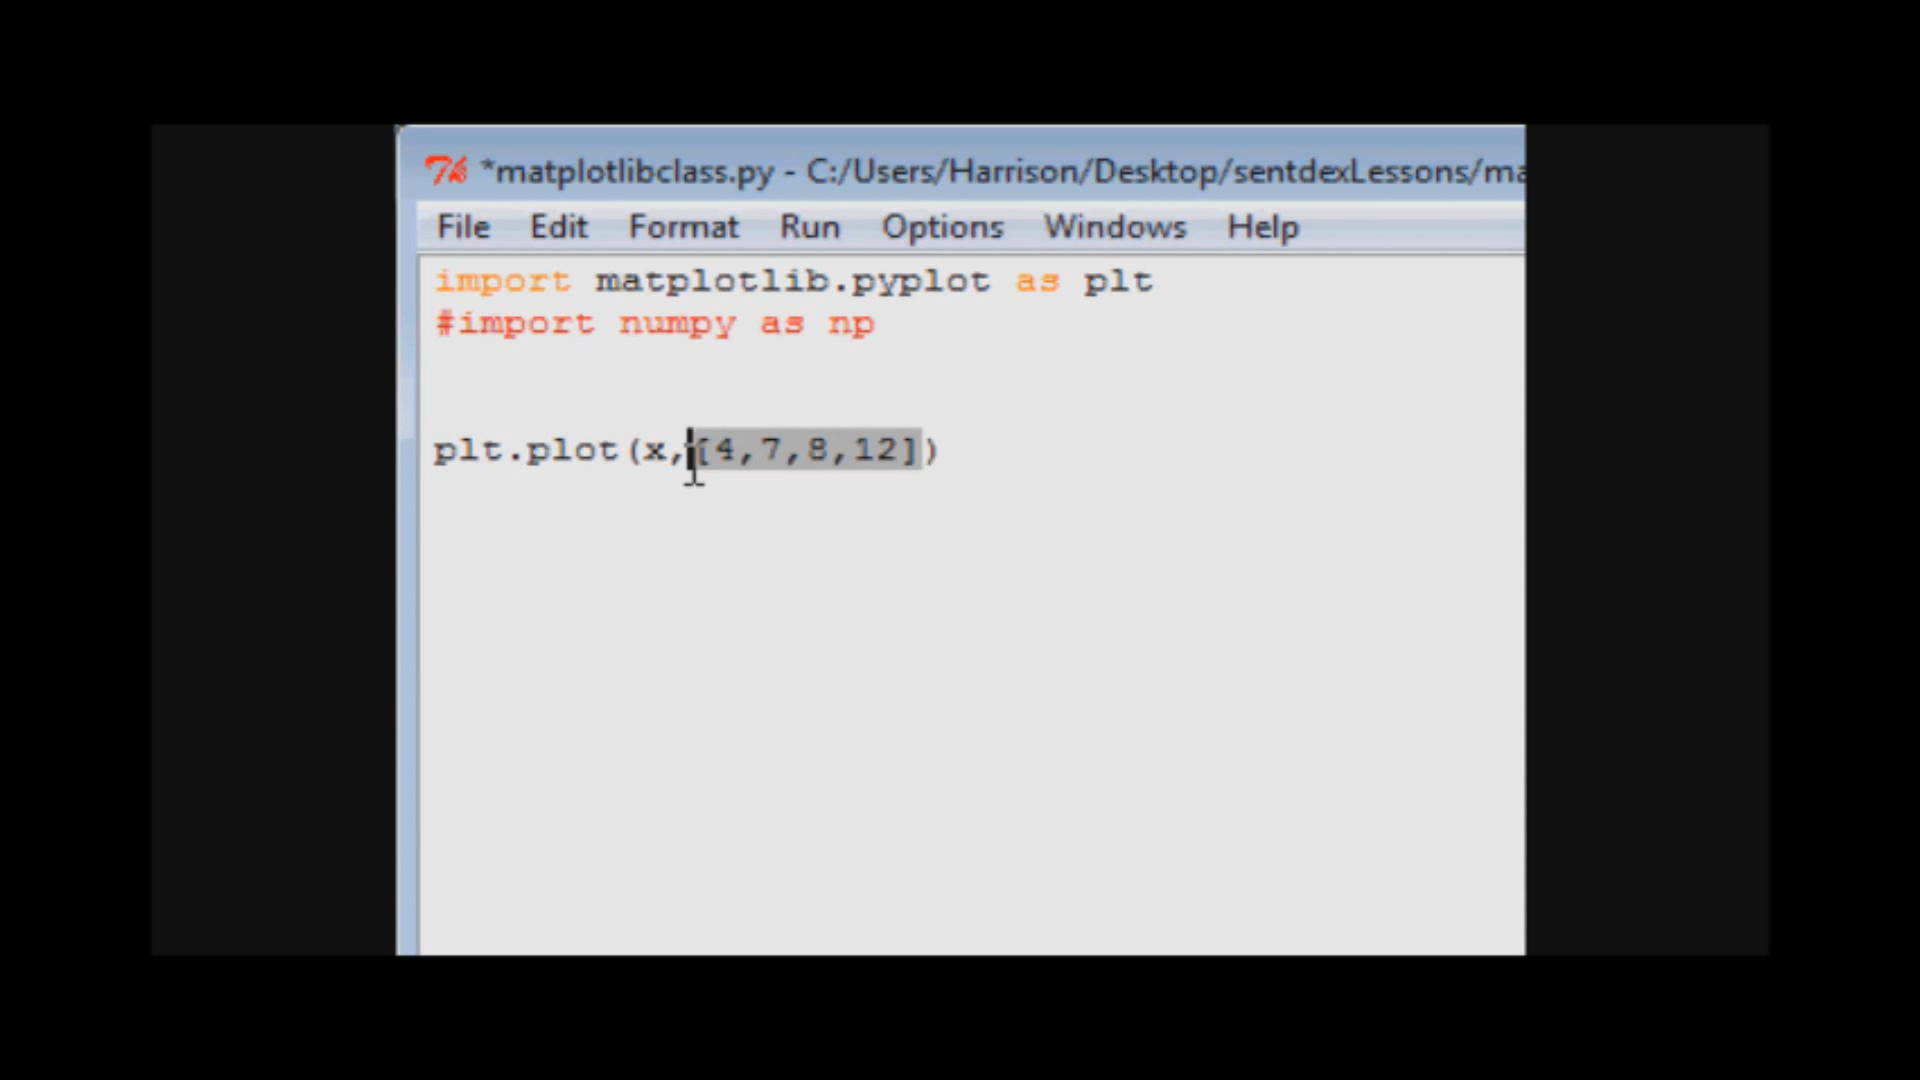 *matplotlibclass.py - C:/Users/Harrison/Desktop/sentdexLessons/ma
File Edit Format Run Options Windows Help
import matplotlib.pyplot as plt
#import numpy as np
plt.plot(x,[4,7,8,12])